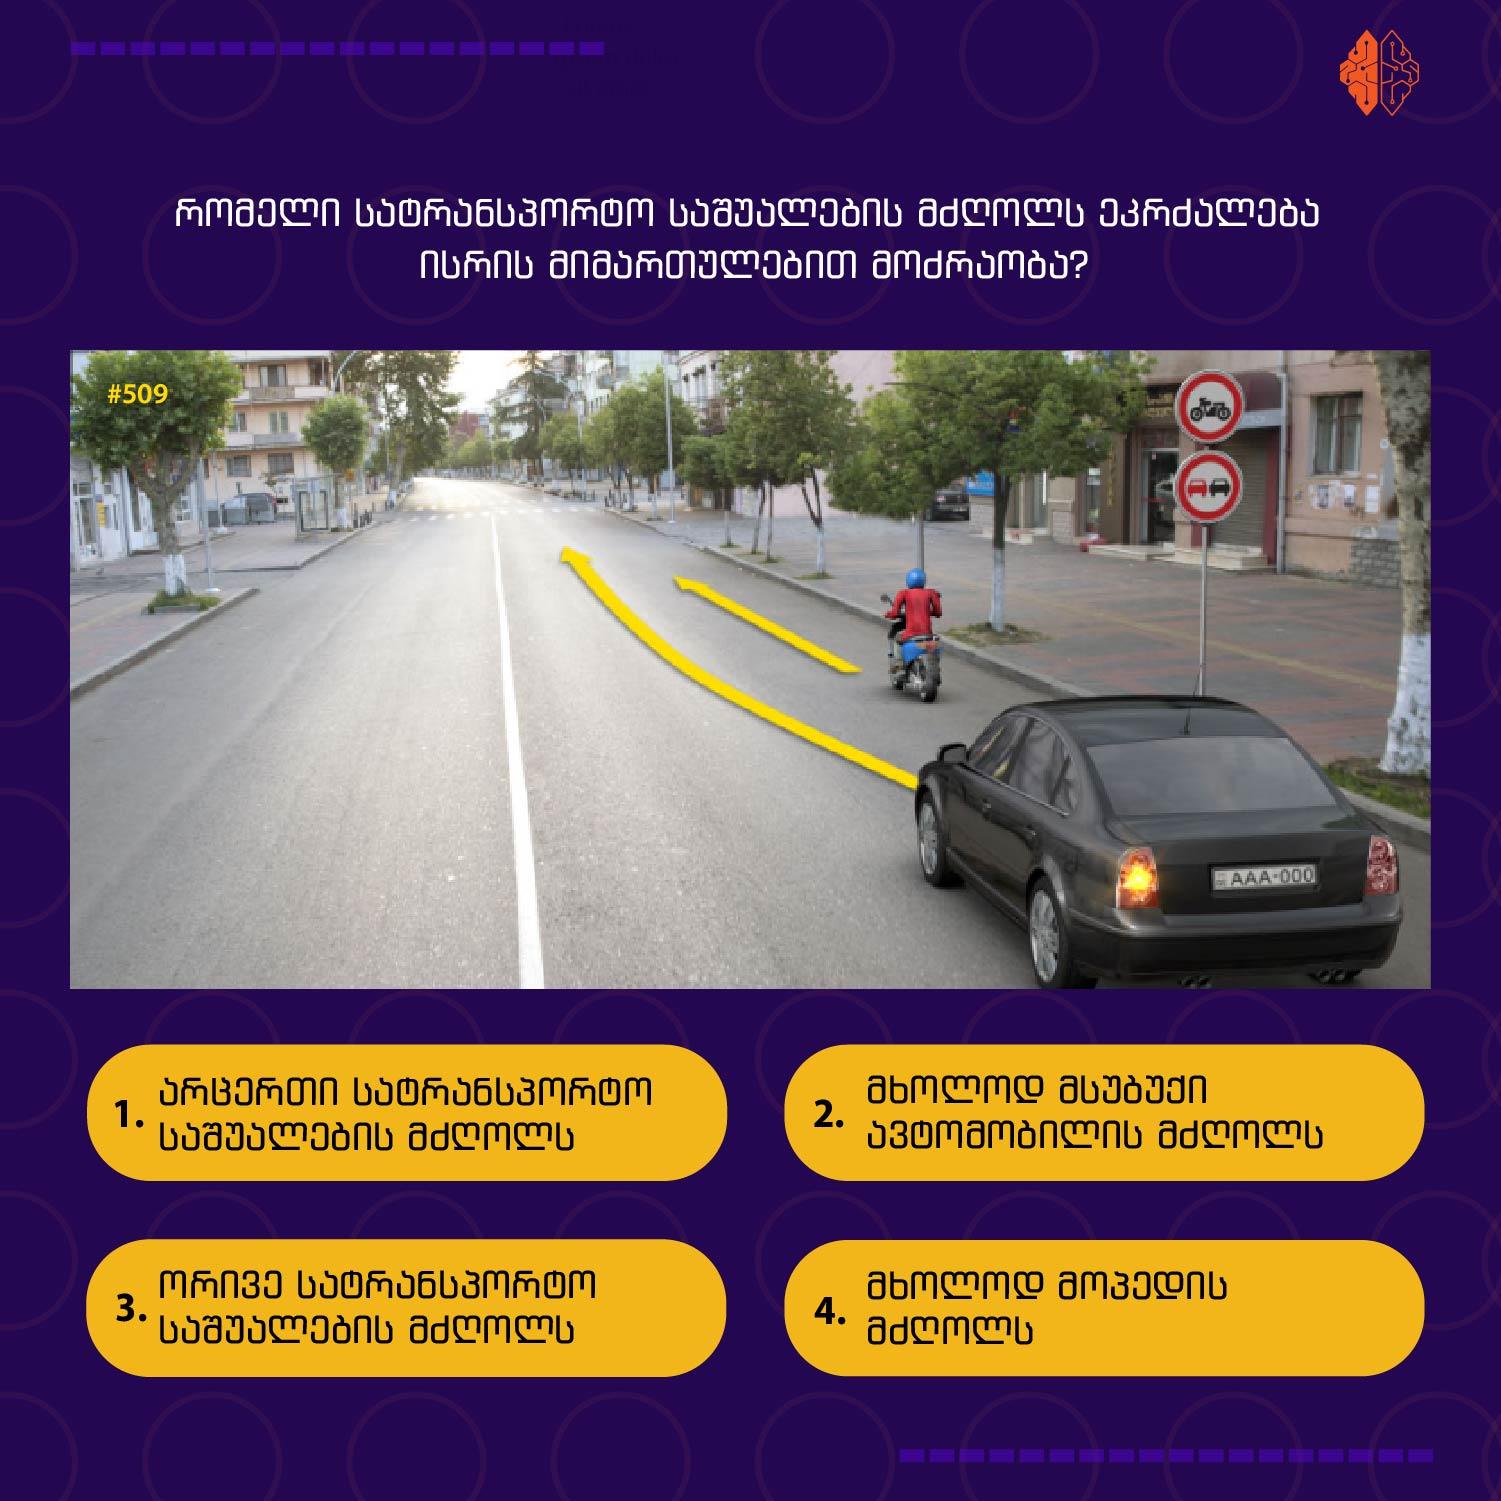 რომელი სატრანსპორტო საშუალების მძღოლს ეკრძალება
ისრის მიმართულებით მოძრაობა?
#509
AAA-000
1. არცერთი სატრანსპორტო
საშუალების მძღოლს
2. მხოლოდ მსუბუქი
ავტომობილის მძღოლს
3. ორივე სატრანსპორტო
საშუალების მძღოლს
4. მხოლოდ მოპედის
მძღოლს